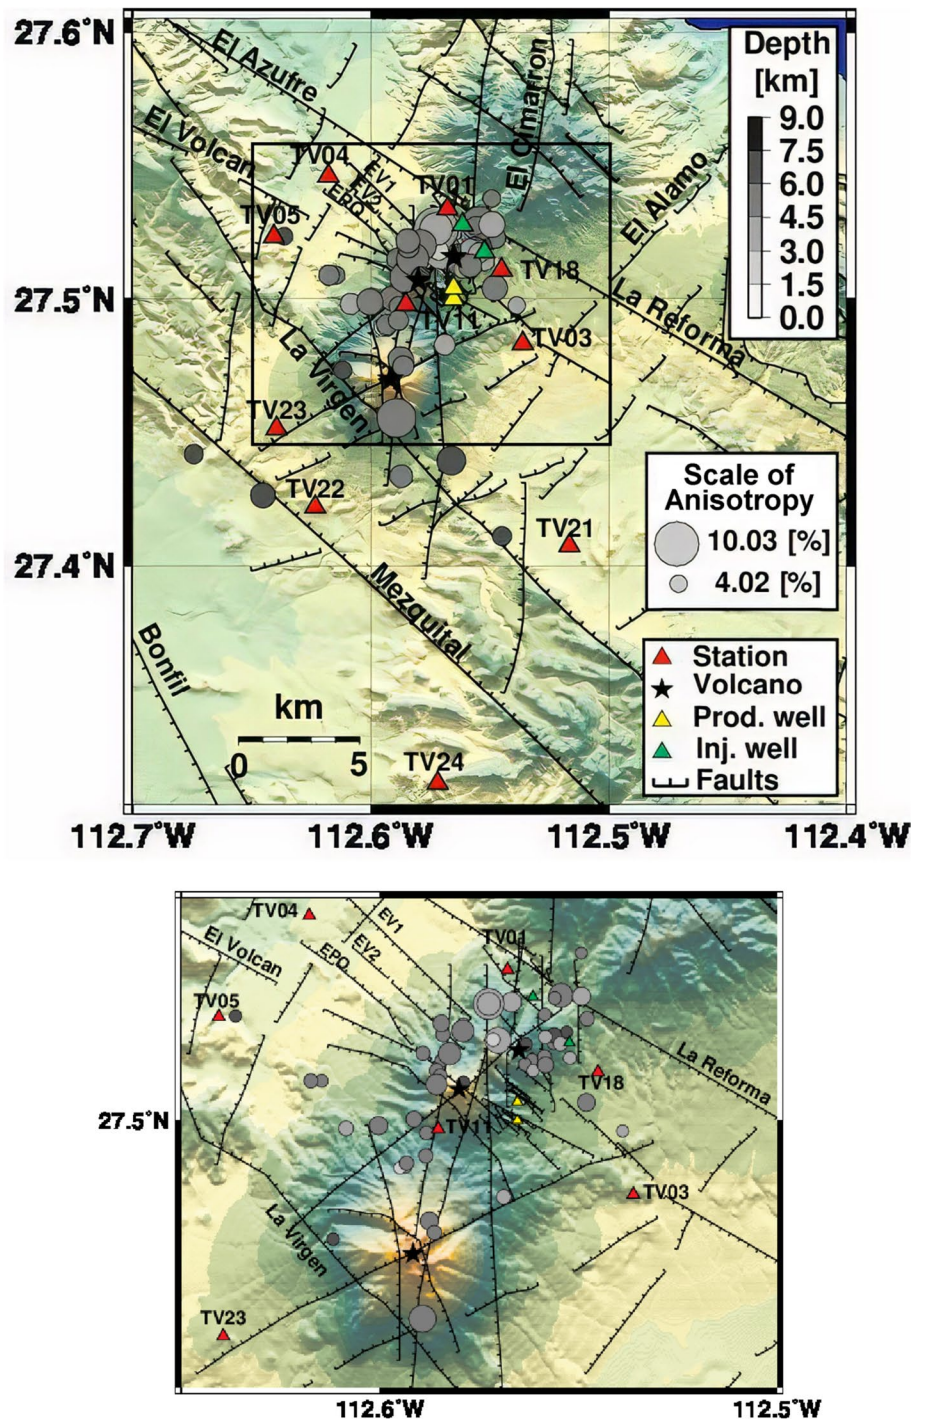 27.6°N
27.5°N
27.4°N
112.7°W
112.6°W
112.5°W
112.4°W
El Azufre
El Volcan
El Cimarron
El Alamo
La Reforma
La Virgen
Mezquital
Bonfil
TV04
EV1
EV2
EPO
TV01
TV05
TV18
TV11
TV03
TV23
TV22
TV21
TV24
km
0 5
Depth
[km]
9.0
7.5
6.0
4.5
3.0
1.5
0.0
Scale of
Anisotropy
10.03 [%]
4.02 [%]
Station
Volcano
Prod. well
Inj. well
Faults
TV04
EV1
EV2
EPO
El Volcan
TV01
TV05
La Reforma
TV18
27.5°N
TV11
TV03
La Virgen
TV23
112.6°W
112.5°W